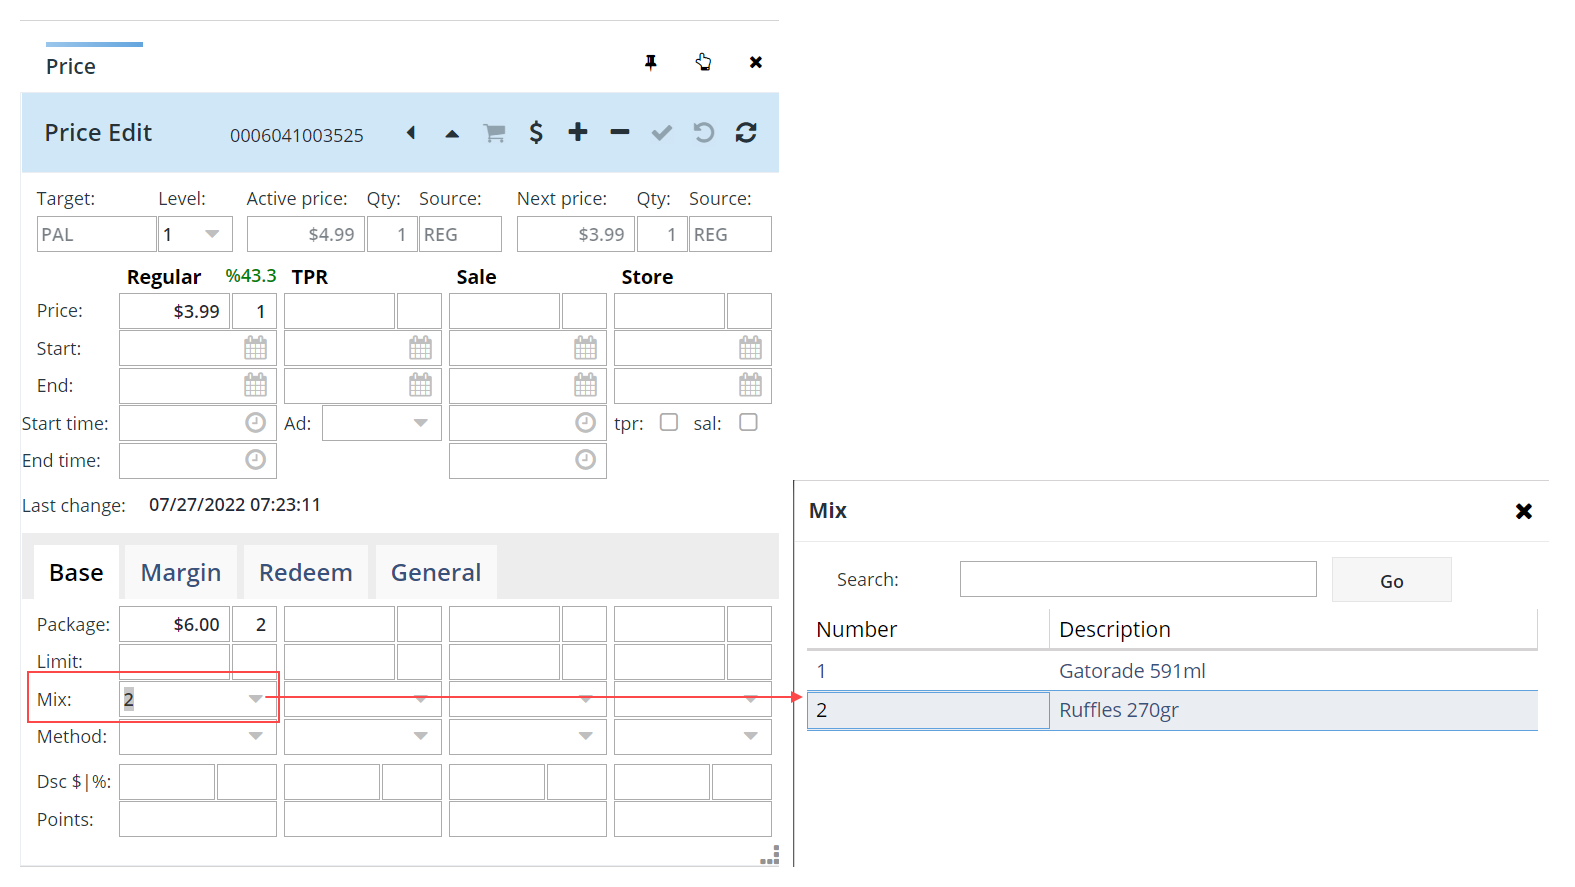 Price
Price Edit 0006041003525
Target: Level: Active price: Qty: Source: Next price: Qty: Source:
PAL 1 $4.99 1 REG $3.99 1 REG
Regular %43.3 TPR Sale Store
Price: $3.99 1
Start:
End:
Start time: Ad: tpr: sal:
End time:
Last change: 07/27/2022 07:23:11
Base Margin Redeem General
Package: $6.00 2
Limit:
Mix: 2
Method:
Dsc $|%:
Points:
Mix
Search: Go
Number Description
1 Gatorade 591ml
2 Ruffles 270gr